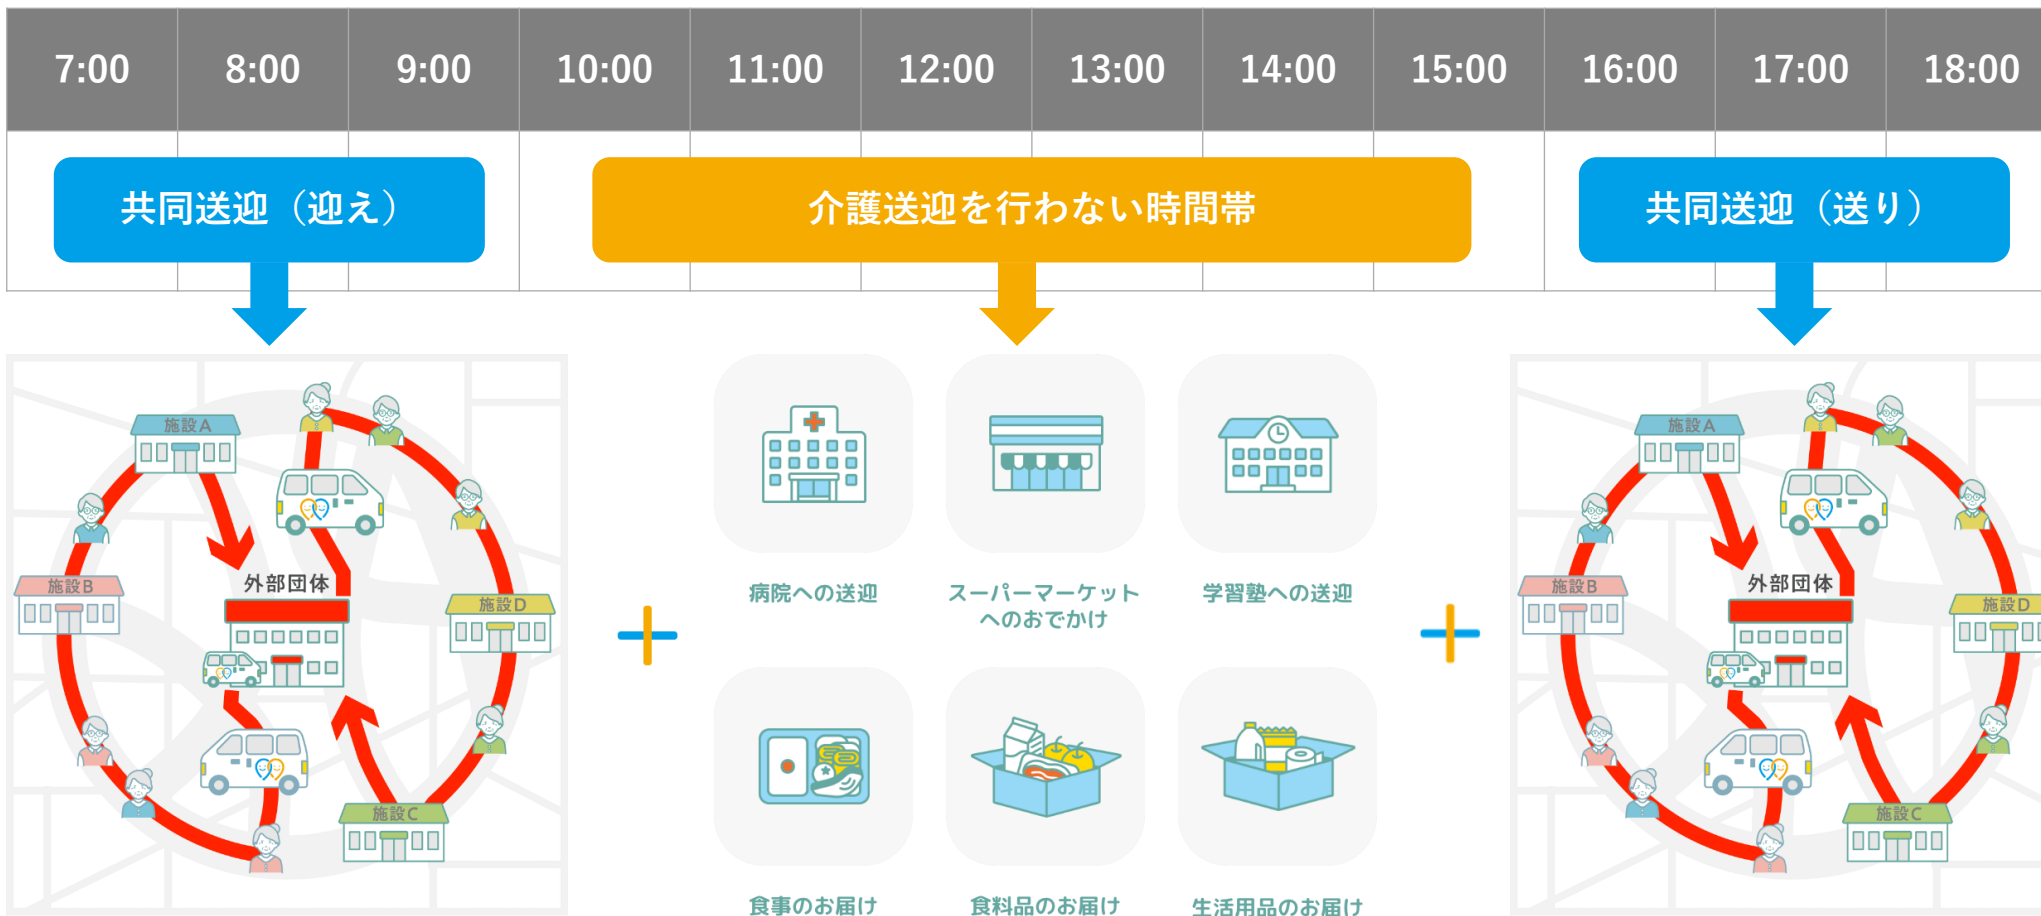 7:00 8:00 9:00 10:00 11:00 12:00 13:00 14:00 15:00 16:00 17:00 18:00
共同送迎（迎え）
介護送迎を行わない時間帯
共同送迎（送り）
施設A
施設B
外部団体
施設D
施設C
病院への送迎
スーパーマーケット
へのおでかけ
学習塾への送迎
食事のお届け
食料品のお届け
生活用品のお届け
施設A
施設B
外部団体
施設D
施設C